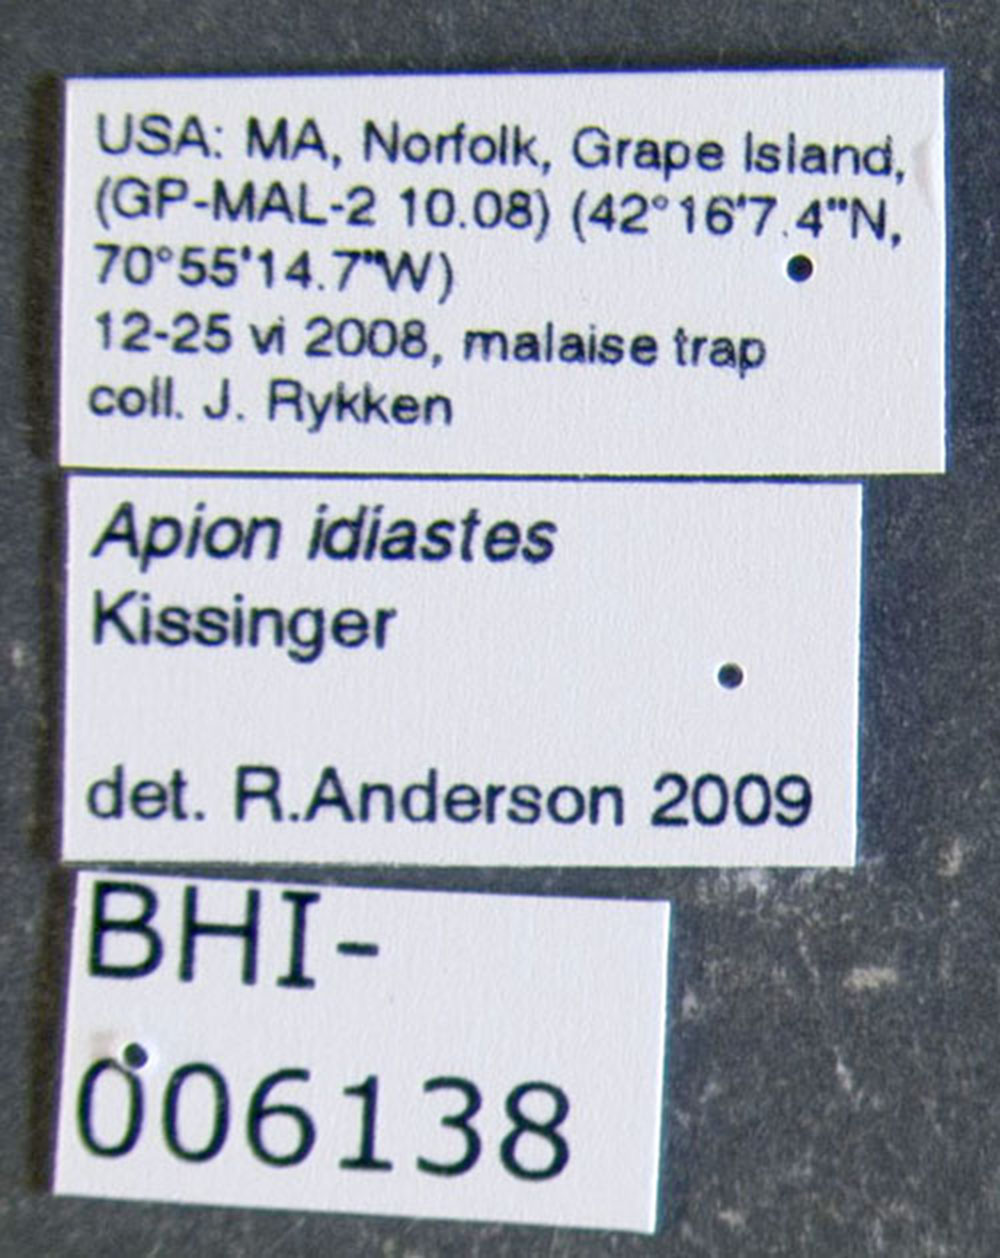 USA: MA, Norfolk, Grape Island,
(GP-MAL-2 10.08) (42°16'7.4"N,
70°55'14.7"W)
12-25 vi 2008, malaise trap
coll. J. Rykken
Apion idiastes
Kissinger
det. R.Anderson 2009
BHI-
006138